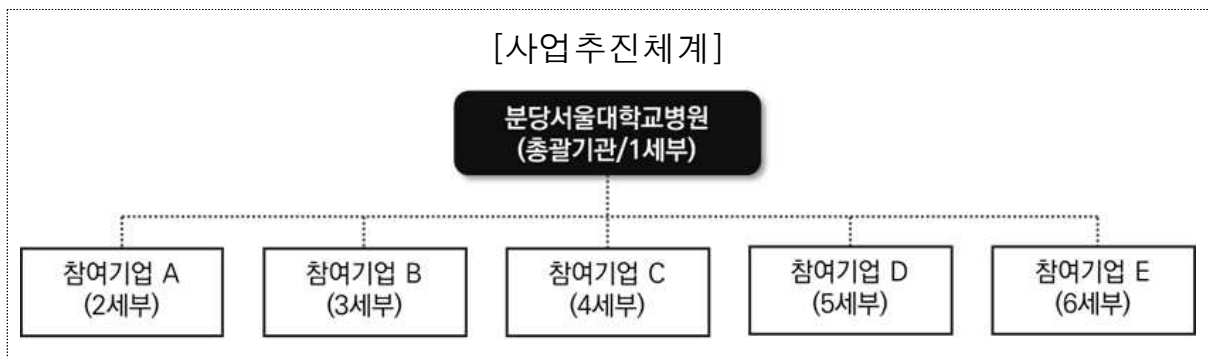 [사업추진체계]
분당서울대학교병원
(총괄기관/1세부)
참여기업 A
(2세부)
참여기업 B
(3세부)
참여기업 C
(4세부)
참여기업 D
(5세부)
참여기업 E
(6세부)